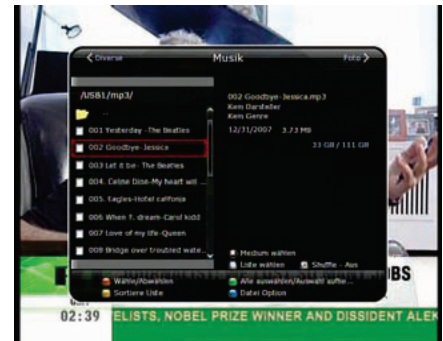 Diverse Musik Foto
/USB1/mp3/
..
001 Yesterday -The Beatles
002 Goodbye- Jessica
003 Let it be- The Beatles
004. Celine Dion-My heart will ...
005. Eagles-Hotel califonia
006 When I. dream-Carol kidd
007 Love of my life-Queen
008 Bridge over troubled wate..
002 Goodbye-Jessica.mp3
Kein Darsteller
Kein Genre
12/31/2007 3.73 MB
33 GB / 111 GB
Medium wählen
Liste wählen Shuffle - Aus
Wähle/Abwählen
Alle auswählen/Auswahl aufhe...
Sortiere Liste
Datei Option
OBS
02:39
ELISTS, NOBEL PRIZE WINNER AND DISSIDENT ALEK